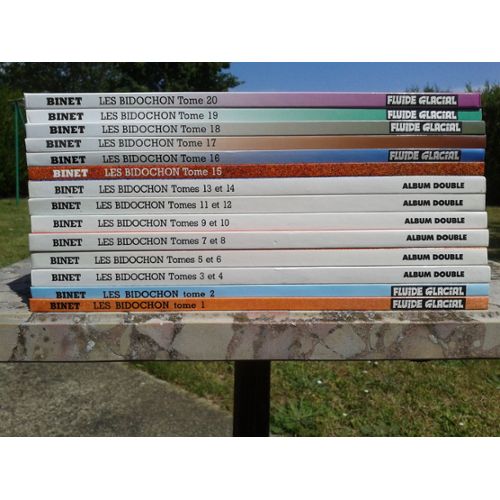 BINET LES BIDOCHON Tome 20 FLUIDE GLACIAL
BINET LES BIDOCHON Tome 19 FLUIDE GLACIAL
BINET LES BIDOCHON Tome 18 FLUIDE GLACIAL
BINET LES BIDOCHON Tome 17
BINET LES BIDOCHON Tome 16 FLUIDE GLACIAL
BINET LES BIDOCHON Tome 15
BINET LES BIDOCHON Tomes 13 et 14 ALBUM DOUBLE
BINET LES BIDOCHON Tomes 11 et 12 ALBUM DOUBLE
BINET LES BIDOCHON Tomes 9 et 10 ALBUM DOUBLE
BINET LES BIDOCHON Tomes 7 et 8 ALBUM DOUBLE
BINET LES BIDOCHON Tomes 5 et 6 ALBUM DOUBLE
BINET LES BIDOCHON Tomes 3 et 4 ALBUM DOUBLE
BINET LES BIDOCHON tome 2 FLUIDE GLACIAL
BINET LES BIDOCHON tome 1 FLUIDE GLACIAL